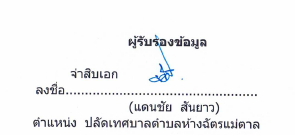 ผู้รับรองข้อมูล
จ่าสิบเอก
ลงชื่อ......................................................
(แดนชัย สันยาว)
ตำแหน่ง ปลัดเทศบาลตำบลห้างฉัตรแม่ตาล